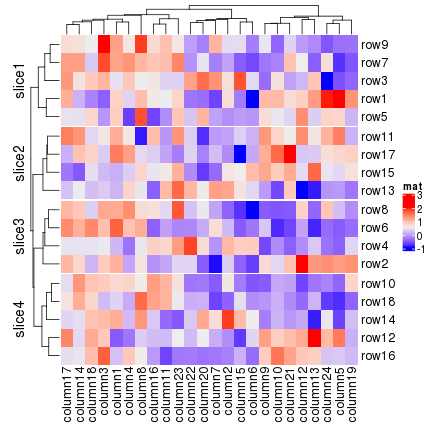 slice1
slice2
slice3
slice4
row9
row7
row3
row1
row5
row11
row17
row15
row13
row8
row6
row4
row2
row10
row18
row14
row12
row16
mat
3
2
1
0
-1
column17
column14
column18
column3
column1
column4
column8
column16
column11
column23
column22
column20
column7
column2
column15
column6
column9
column10
column21
column12
column13
column24
column5
column19